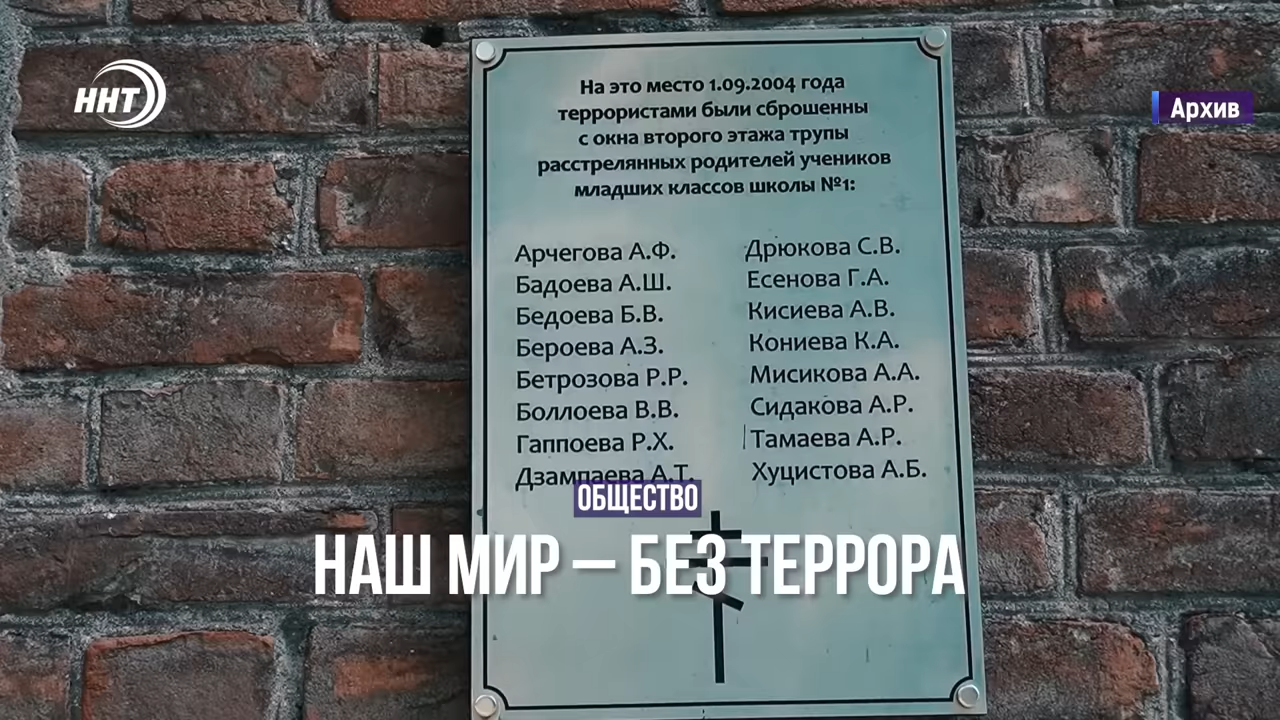 ННТ
Архив
На это место 1.09.2004 года
террористами были сброшенны
с окна второго этажа трупы
расстрелянных родителей учеников
младших классов школы №1:
Арчегова А.Ф.
Бадоева А.Ш.
Бедоева Б.В.
Бероева А.З.
Бетрозова Р.Р.
Боллоева В.В.
Гаппоева Р.Х.
Дзампаева А.Т.
Дрюкова С.В.
Есенова Г.А.
Кисиева А.В.
Кониева К.А.
Мисикова А.А.
Сидакова А.Р.
Тамаева А.Р.
Хуцистова А.Б.
ОБЩЕСТВО
НАШ МИР – БЕЗ ТЕРРОРА